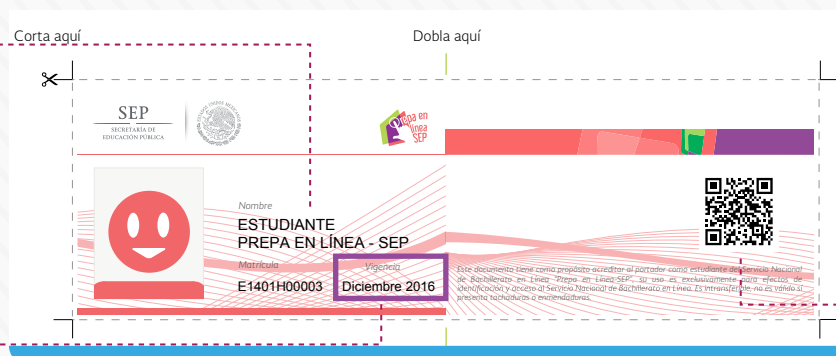 Corta aquí
Dobla aquí
SEP
SECRETARÍA DE
EDUCACIÓN PÚBLICA
ESTADOS UNIDOS MEXICANOS
Prepa en
línea
SEP
Nombre
ESTUDIANTE
PREPA EN LÍNEA - SEP
Matrícula
Vigencia
E1401H00003
Diciembre 2016
Este documento tiene como propósito acreditar al portador como estudiante del Servicio Nacional
de Bachillerato en Línea "Prepa en Línea-SEP", su uso es exclusivamente para efectos de
identificación y acceso al Servicio Nacional de Bachillerato en Línea. Es intransferible, no es válido si
presenta tachaduras o enmendaduras.